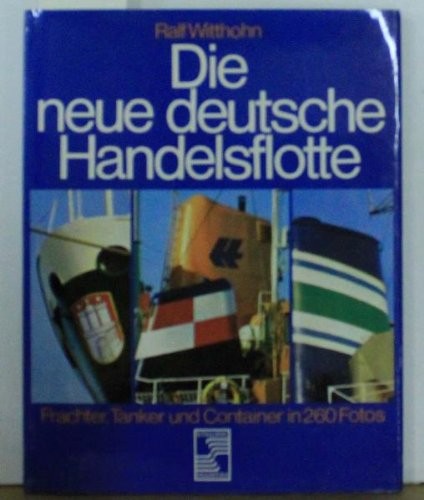 Ralf Witthohn
Die
neue deutsche
Handelsflotte
Frachter, Tanker und Container in 260 Fotos